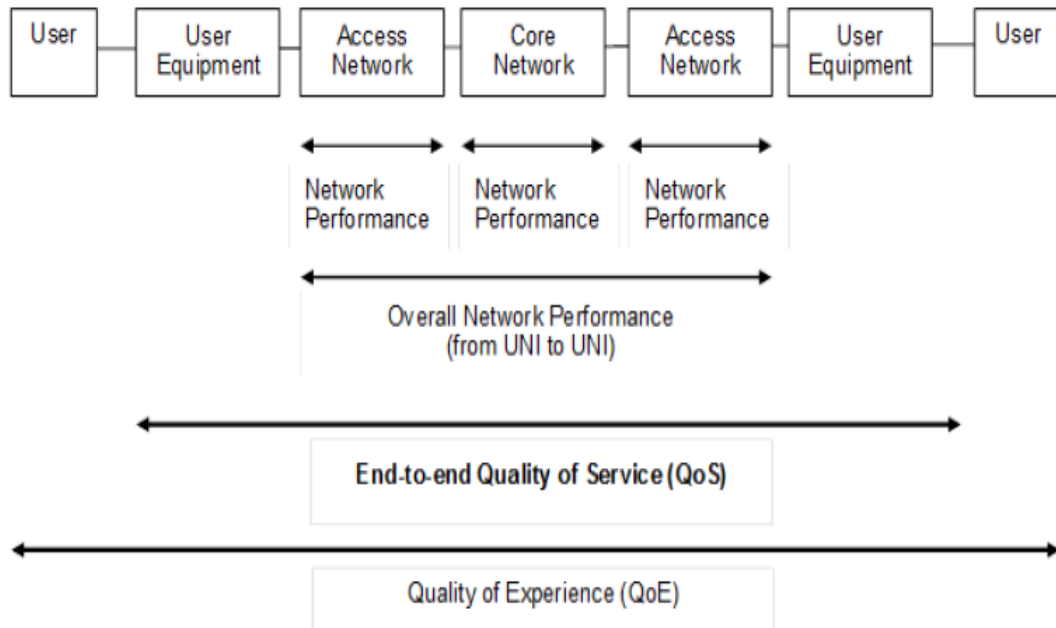 User
User
Equipment
Access
Network
Core
Network
Access
Network
User
Equipment
User
Network
Performance
Network
Performance
Network
Performance
Overall Network Performance
(from UNI to UNI)
End-to-end Quality of Service (QoS)
Quality of Experience (QoE)